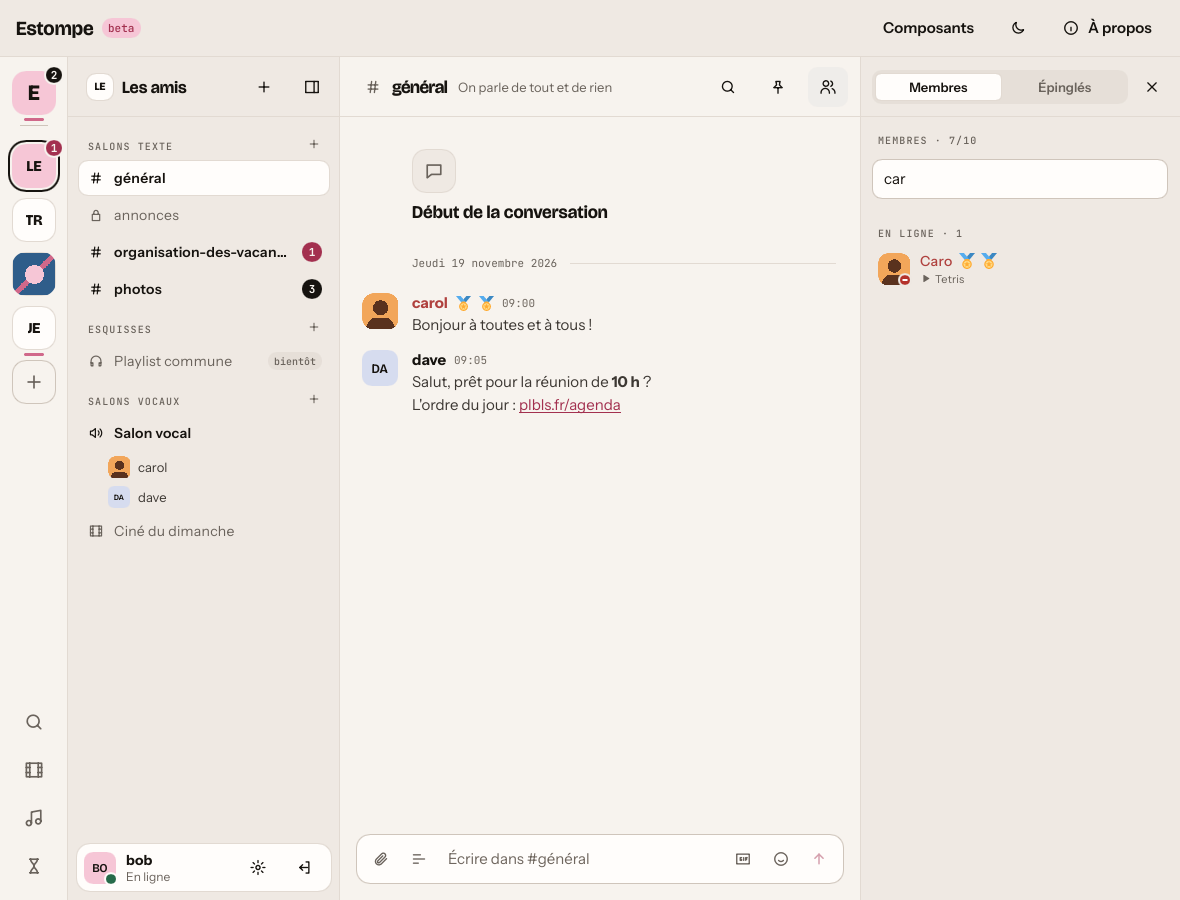 Estompe beta
Composants
À propos
E
2
LE
1
TR
JE
LE Les amis
SALONS TEXTE
# général
annonces
# organisation-des-vacan... 1
# photos 3
ESQUISSES
Playlist commune bientôt
SALONS VOCAUX
Salon vocal
carol
DA dave
Ciné du dimanche
BO bob
En ligne
# général On parle de tout et de rien
Début de la conversation
Jeudi 19 novembre 2026
carol 09:00
Bonjour à toutes et à tous !
DA dave 09:05
Salut, prêt pour la réunion de 10 h ?
L'ordre du jour : plbls.fr/agenda
Écrire dans #général
GIF
Membres Épinglés
MEMBRES · 7/10
car
EN LIGNE · 1
Caro
Tetris